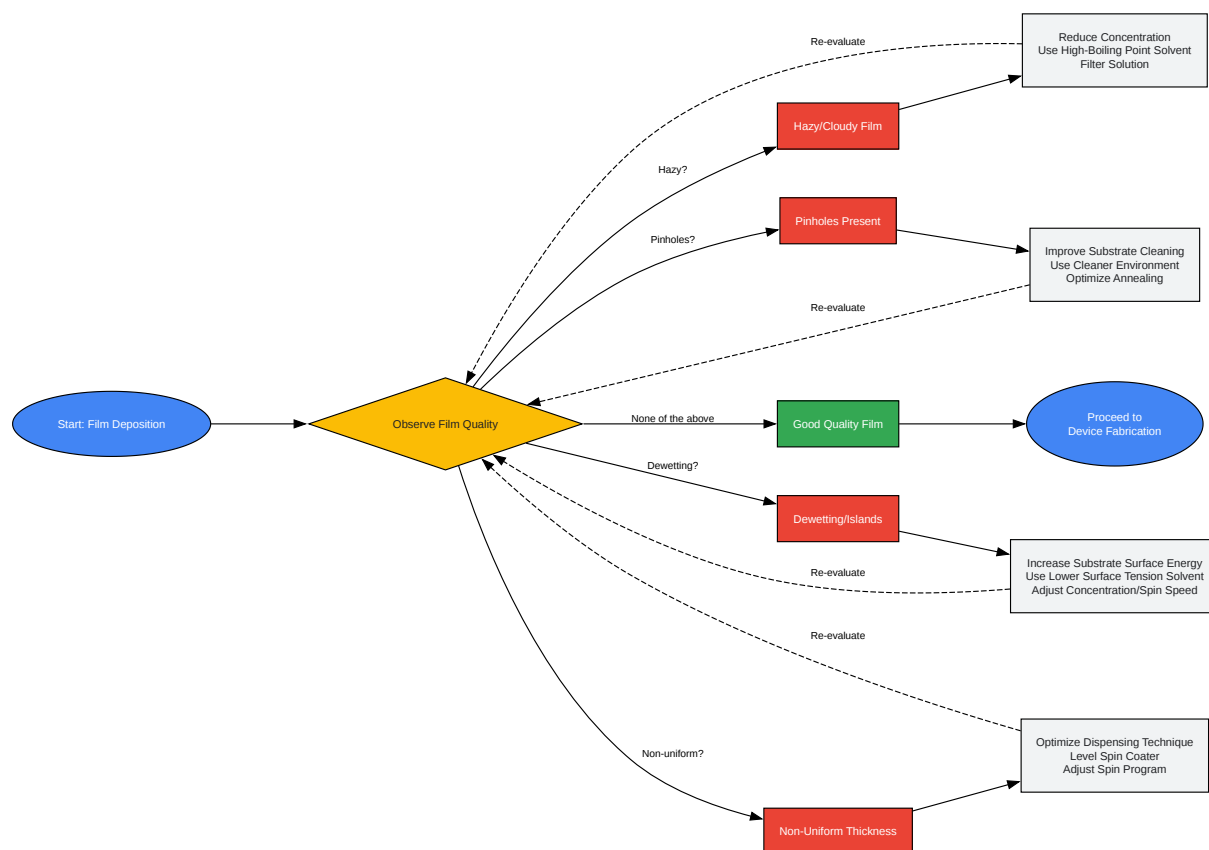 Re-evaluate
Reduce Concentration
Use High-Boiling Point Solvent
Filter Solution
Hazy/Cloudy Film
Hazy?
Pinholes Present
Pinholes?
Improve Substrate Cleaning
Use Cleaner Environment
Optimize Annealing
Re-evaluate
Start: Film Deposition
Observe Film Quality
None of the above
Good Quality Film
Proceed to
Device Fabrication
Dewetting?
Dewetting/Islands
Increase Substrate Surface Energy
Use Lower Surface Tension Solvent
Adjust Concentration/Spin Speed
Re-evaluate
Re-evaluate
Optimize Dispensing Technique
Level Spin Coater
Adjust Spin Program
Non-uniform?
Non-Uniform Thickness